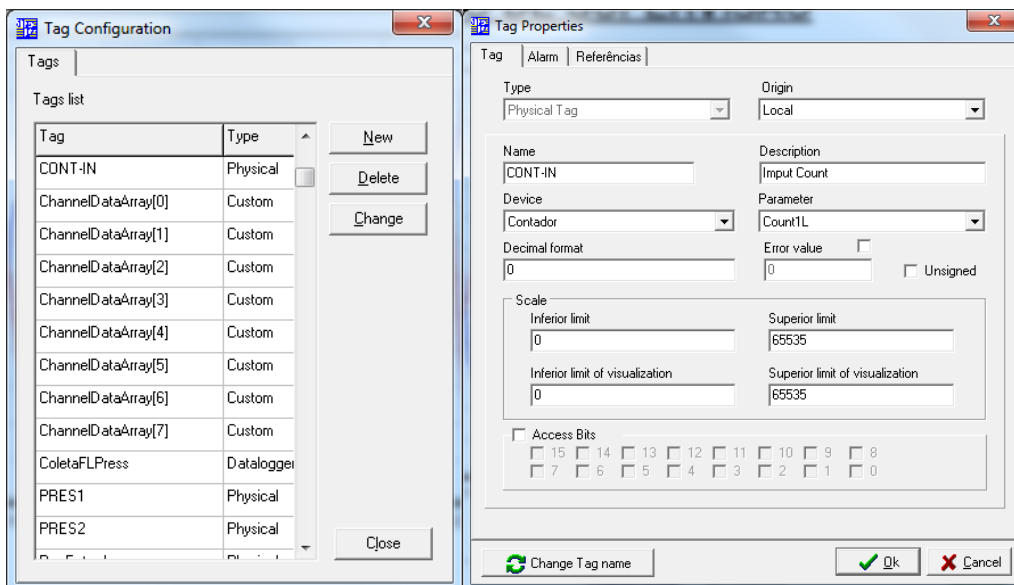 Tag Configuration
Tags
Tags list
Tag Type
CONT-IN Physical
ChannelDataArray[0] Custom
ChannelDataArray[1] Custom
ChannelDataArray[2] Custom
ChannelDataArray[3] Custom
ChannelDataArray[4] Custom
ChannelDataArray[5] Custom
ChannelDataArray[6] Custom
ChannelDataArray[7] Custom
ColetaFLPress Datalogger
PRES1 Physical
PRES2 Physical
New
Delete
Change
Close
Tag Properties
Tag Alarm Referências
Type Origin
Physical Tag Local
Name Description
CONT-IN Imput Count
Device Parameter
Contador Count1L
Decimal format Error value
0 0 Unsigned
Scale
Inferior limit Superior limit
0 65535
Inferior limit of visualization Superior limit of visualization
0 65535
Access Bits
15 14 13 12 11 10 9 8
7 6 5 4 3 2 1 0
Change Tag name Ok Cancel